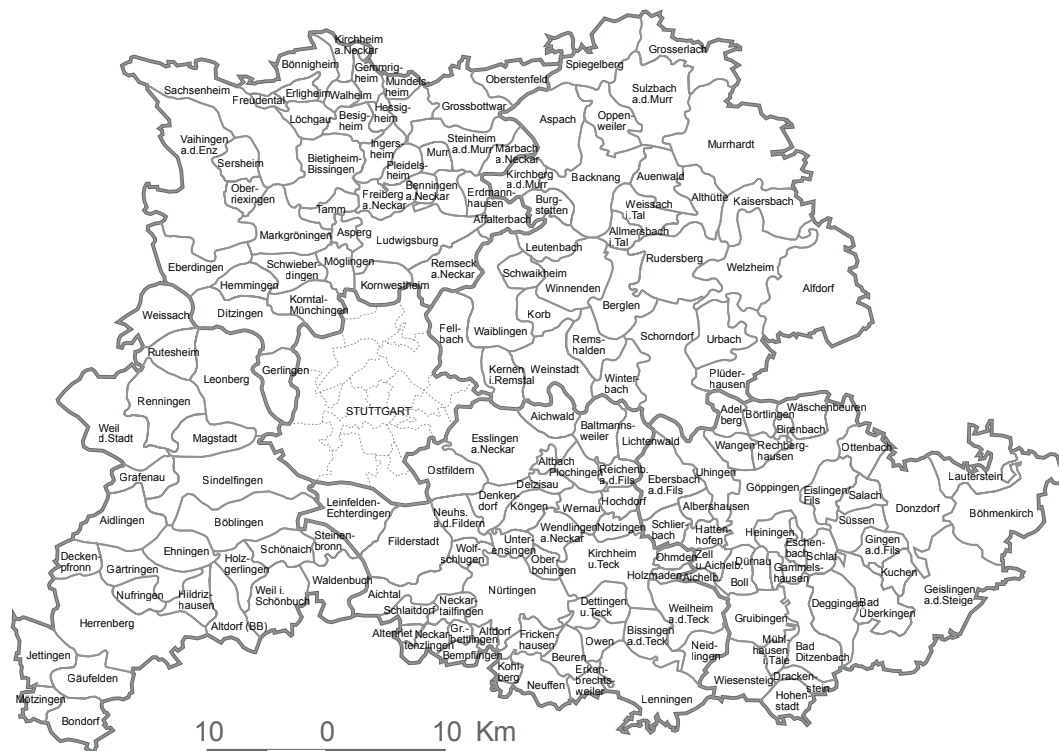 Kirchheim
a.Neckar
Bönnigheim
Gemmrig-
heim
Mundels-
heim
Sachsenheim
Freudental
Erligheim
Walheim
Hessig-
heim
Löchgau
Besig-
heim
Oberstenfeld
Grossbottwar
Spiegelberg
Grosserlach
Sulzbach
a.d.Murr
Aspach
Oppen-
weiler
Murrhardt
Vaihingen
a.d.Enz
Sersheim
Ober-
riexingen
Bietigheim-
Bissingen
Ingers-
heim
Pleidels-
heim
Murr
Steinheim
a.d.Murr
Marbach
a.Neckar
Kirchberg
a.d.Murr
Benningen
a.Neckar
Freiberg
a.Neckar
Erdmann-
hausen
Affalterbach
Burg-
stetten
Backnang
Auenwald
Weissach
i.Tal
Allmersbach
i.Tal
Althütte
Kaisersbach
Tamm
Asperg
Markgröningen
Ludwigsburg
Möglingen
Eberdingen
Schwieber-
dingen
Hemmingen
Korntal-
Münchingen
Ditzingen
Kornwestheim
Remseck
a.Neckar
Leutenbach
Schwaikheim
Winnenden
Rudersberg
Welzheim
Alfdorf
Berglen
Korb
Waiblingen
Fell-
bach
Weissach
Rutesheim
Leonberg
Gerlingen
Renningen
Weil
d.Stadt
Magstadt
STUTTGART
Kernen
i.Remstal
Weinstadt
Rems-
halden
Winter-
bach
Schorndorf
Urbach
Plüder-
hausen
Aichwald
Baltmanns-
weiler
Lichtenwald
Esslingen
a.Neckar
Ostfildern
Altbach
Plochingen
Deizisau
Reichenb.
a.d.Fils
Hochdorf
Adel-
berg
Börtlingen
Wäschenbeuren
Birenbach
Wangen
Rechberg-
hausen
Ottenbach
Uhingen
Ebersbach
a.d.Fils
Göppingen
Eislingen/
Fils
Salach
Süssen
Donzdorf
Lauterstein
Böhmenkirch
Albershausen
Schlier-
bach
Hatten-
hofen
Heiningen
Eschen-
bach
Schlat
Gammels-
hausen
Dürnau
Boll
Zell
u.Aichelb.
Aichelb.
Ohmden
Holzmaden
Gingen
a.d.Fils
Kuchen
Geislingen
a.d.Steige
Bad
Überkingen
Deggingen
Gruibingen
Mühl-
hausen
i.Täle
Bad
Ditzenbach
Wiesensteig
Dracken-
stein
Hohen-
stadt
Grafenau
Sindelfingen
Aidlingen
Böblingen
Ehningen
Holz-
gerlingen
Schönaich
Steinen-
bronn
Waldenbuch
Decken-
pfronn
Gärtringen
Nufringen
Hildriz-
hausen
Weil i.
Schönbuch
Altdorf (BB)
Herrenberg
Jettingen
Gäufelden
Mötzingen
Bondorf
Leinfelden-
Echterdingen
Filderstadt
Neuhs.
a.d.Fildern
Denken-
dorf
Köngen
Wernau
Wendlingen
a.Neckar
Notzingen
Wolf-
schlugen
Unter-
ensingen
Ober-
boihingen
Kirchheim
u.Teck
Nürtingen
Aichtal
Schlaitdorf
Neckar-
tailfingen
Altenriet
Neckar-
tenzlingen
Gr.-
bettlingen
Altdorf
Bempflingen
Fricken-
hausen
Kohl-
berg
Neuffen
Beuren
Owen
Erken-
brechts-
weiler
Dettingen
u.Teck
Bissingen
a.d.Teck
Weilheim
a.d.Teck
Neid-
lingen
Lenningen
10 0 10 Km